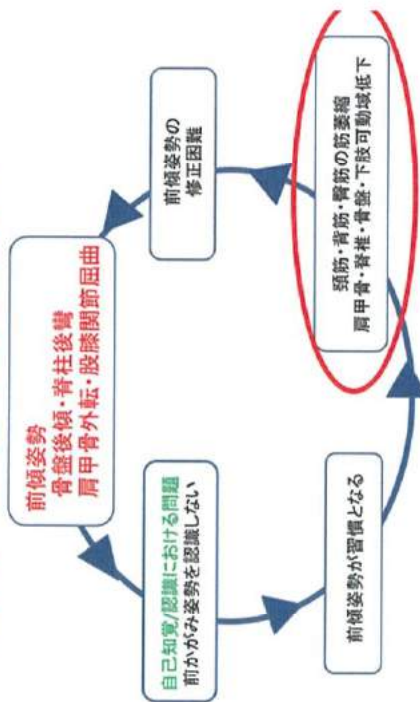 前傾姿勢
骨盤後傾・脊柱後彎
肩甲骨外転・股膝関節屈曲
自己知覚/認識における問題
前かがみ姿勢を認識しない
前傾姿勢が習慣となる
頚筋・背筋・臀筋の筋萎縮
肩甲骨・脊椎・骨盤・下肢可動域低下
前傾姿勢の
修正困難